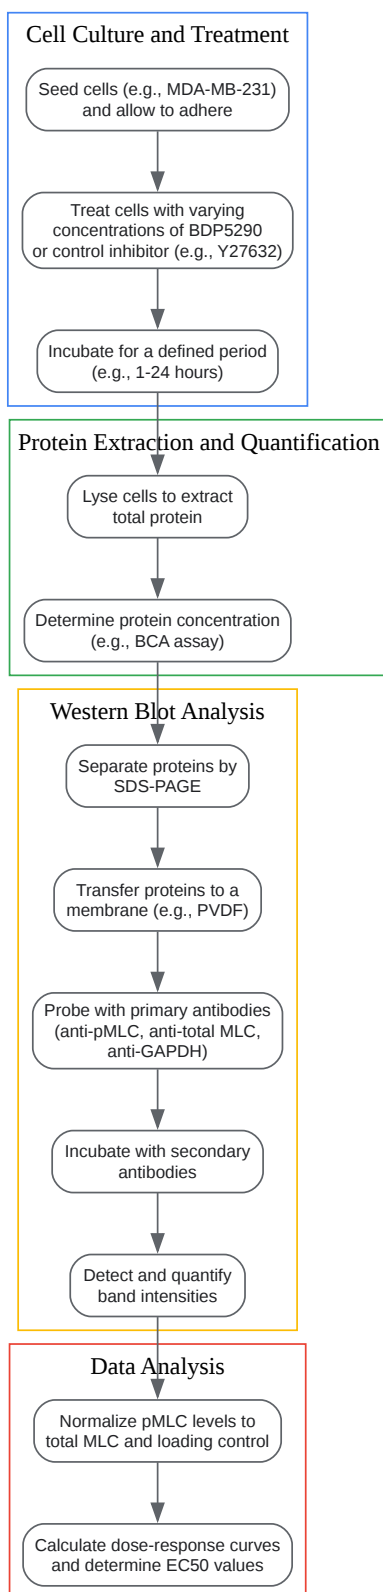 Cell Culture and Treatment
Seed cells (e.g., MDA-MB-231)
and allow to adhere
Treat cells with varying
concentrations of BDP5290
or control inhibitor (e.g., Y27632)
Incubate for a defined period
(e.g., 1-24 hours)
Protein Extraction and Quantification
Lyse cells to extract
total protein
Determine protein concentration
(e.g., BCA assay)
Western Blot Analysis
Separate proteins by
SDS-PAGE
Transfer proteins to a
membrane (e.g., PVDF)
Probe with primary antibodies
(anti-pMLC, anti-total MLC,
anti-GAPDH)
Incubate with secondary
antibodies
Detect and quantify
band intensities
Data Analysis
Normalize pMLC levels to
total MLC and loading control
Calculate dose-response curves
and determine EC50 values